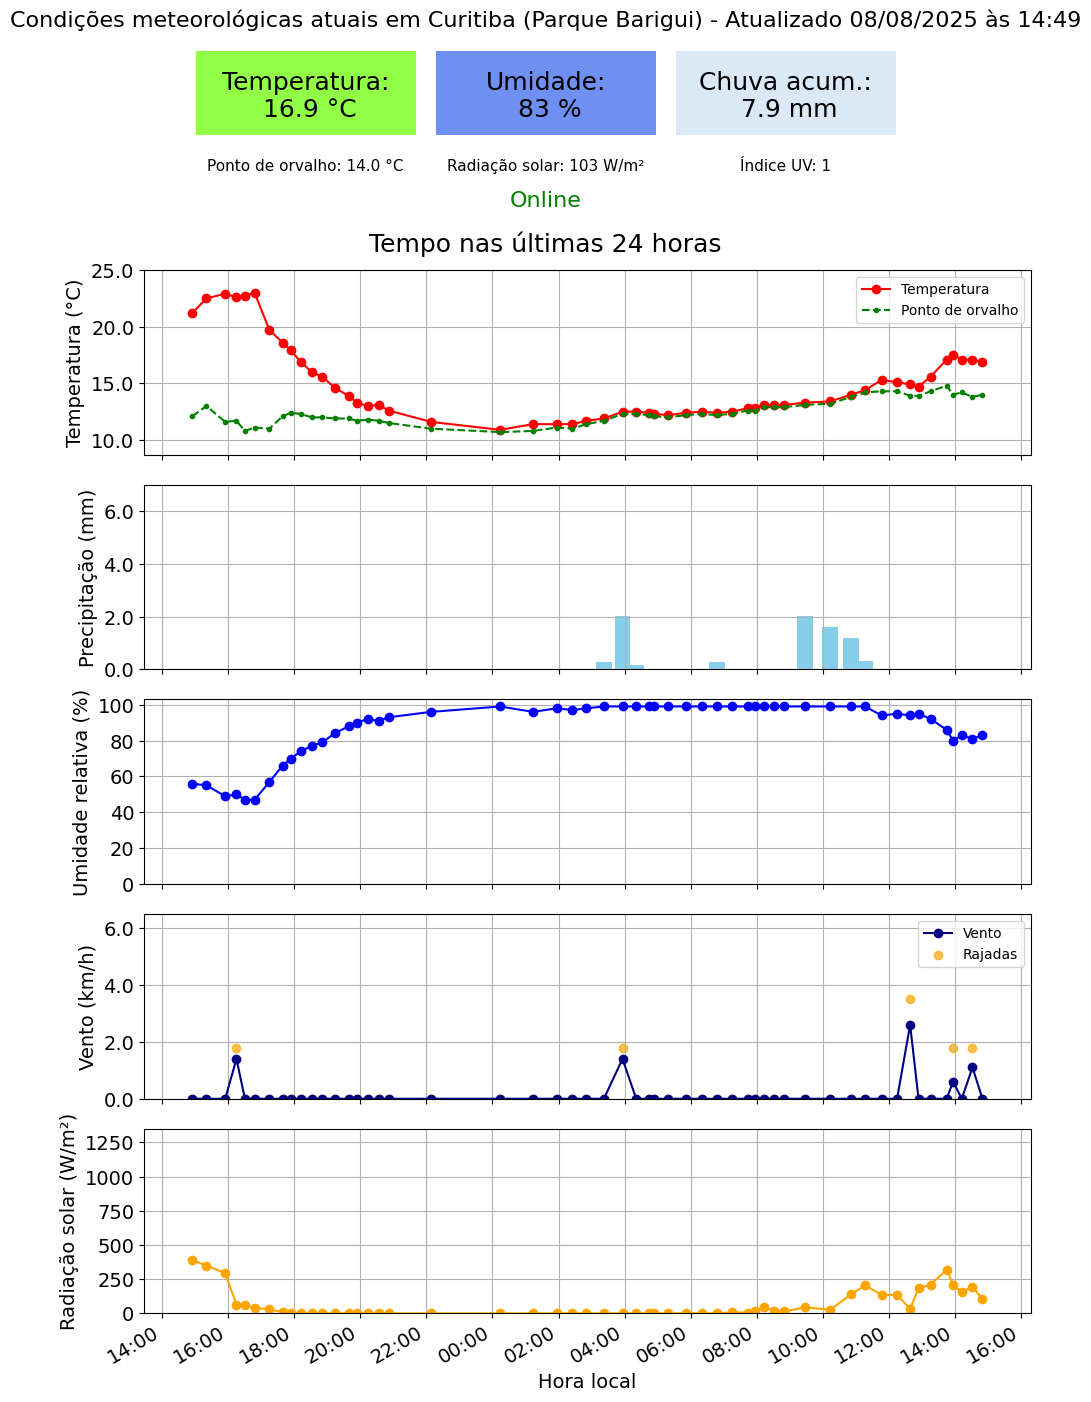 Condições meteorológicas atuais em Curitiba (Parque Barigui) - Atualizado 08/08/2025 às 14:49
Temperatura:
16.9 °C
Umidade:
83 %
Chuva acum.:
7.9 mm
Ponto de orvalho: 14.0 °C
Radiação solar: 103 W/m²
Índice UV: 1
Online
Tempo nas últimas 24 horas
Temperatura (°C)
25.0
20.0
15.0
10.0
Temperatura
Ponto de orvalho
Precipitação (mm)
6.0
4.0
2.0
0.0
Umidade relativa (%)
100
80
60
40
20
0
Vento (km/h)
6.0
4.0
2.0
0.0
Vento
Rajadas
Radiação solar (W/m²)
1250
1000
750
500
250
0
14:00
16:00
18:00
20:00
22:00
00:00
02:00
04:00
06:00
08:00
10:00
12:00
14:00
16:00
Hora local